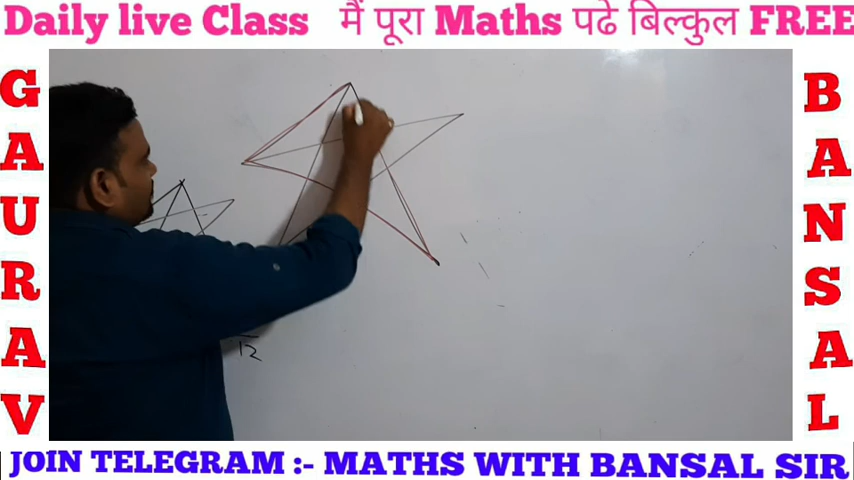 Daily live Class मैं पूरा Maths पढे बिल्कुल FREE
GAURAV
BANSAL
12
JOIN TELEGRAM :- MATHS WITH BANSAL SIR